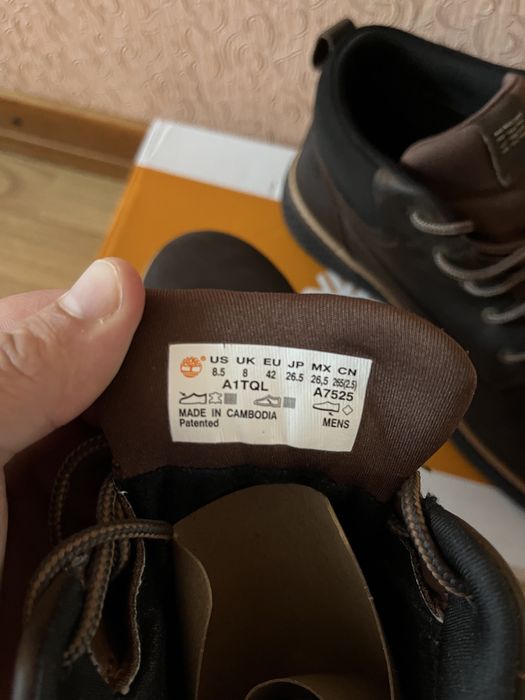 US UK EU JP MX CN
8.5 8 42 26.5 26,5 265(2.5)
A1TQL A7525
MADE IN CAMBODIA
Patented MENS